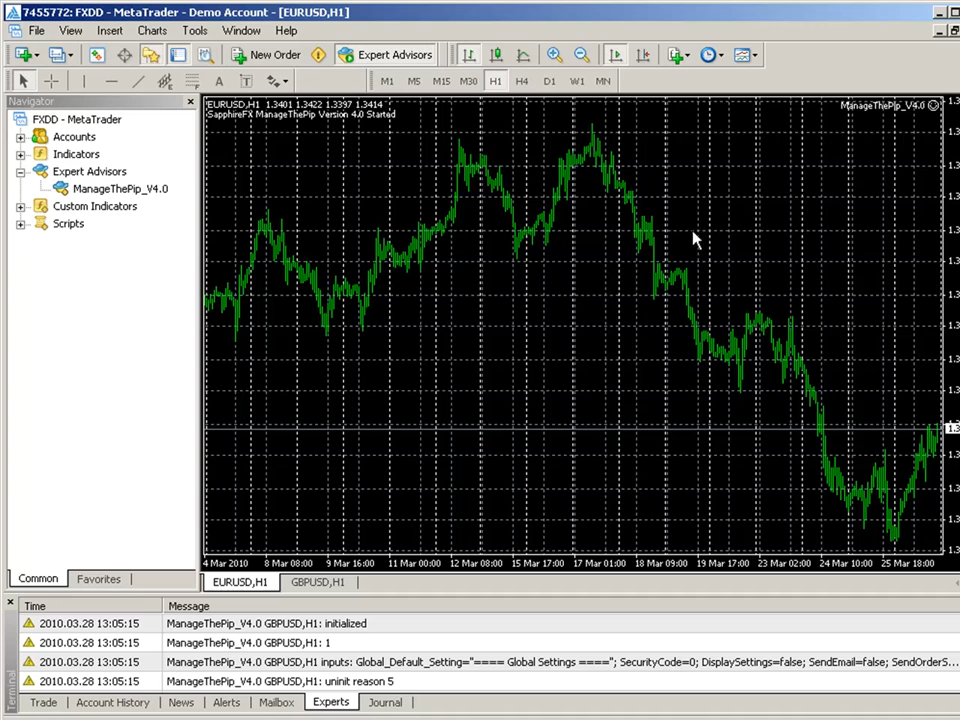 7455772: FXDD - MetaTrader - Demo Account - [EURUSD,H1]
File View Insert Charts Tools Window Help
New Order Expert Advisors
A T M1 M5 M15 M30 H1 H4 D1 W1 MN
Navigator
FXDD - MetaTrader
Accounts
Indicators
Expert Advisors
ManageThePip_V4.0
Custom Indicators
Scripts
Common Favorites
EURUSD,H1 1.3401 1.3422 1.3397 1.3414
SapphireFX ManageThePip Version 4.0 Started
ManageThePip_V4.0
4 Mar 2010 8 Mar 08:00 9 Mar 16:00 11 Mar 00:00 12 Mar 08:00 15 Mar 17:00 17 Mar 01:00 18 Mar 09:00 19 Mar 17:00 23 Mar 02:00 24 Mar 10:00 25 Mar 18:00
EURUSD,H1 GBPUSD,H1
Time Message
2010.03.28 13:05:15 ManageThePip_V4.0 GBPUSD,H1: initialized
2010.03.28 13:05:15 ManageThePip_V4.0 GBPUSD,H1: 1
2010.03.28 13:05:15 ManageThePip_V4.0 GBPUSD,H1 inputs: Global_Default_Setting="==== Global Settings ===="; SecurityCode=0; DisplaySettings=false; SendEmail=false; SendOrderS...
2010.03.28 13:05:15 ManageThePip_V4.0 GBPUSD,H1: uninit reason 5
Terminal
Trade Account History News Alerts Mailbox Experts Journal